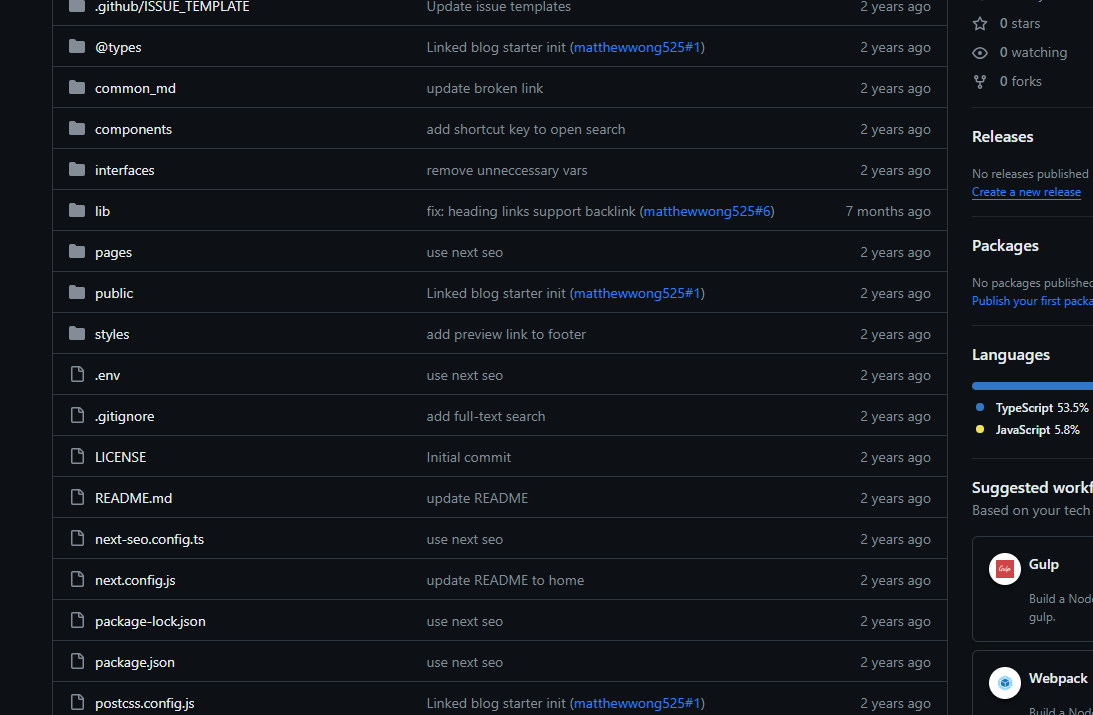 .github/ISSUE_TEMPLATE Update issue templates 2 years ago
@types Linked blog starter init (matthewwong525#1) 2 years ago
common_md update broken link 2 years ago
components add shortcut key to open search 2 years ago
interfaces remove unneccessary vars 2 years ago
lib fix: heading links support backlink (matthewwong525#6) 7 months ago
pages use next seo 2 years ago
public Linked blog starter init (matthewwong525#1) 2 years ago
styles add preview link to footer 2 years ago
.env use next seo 2 years ago
.gitignore add full-text search 2 years ago
LICENSE Initial commit 2 years ago
README.md update README 2 years ago
next-seo.config.ts use next seo 2 years ago
next.config.js update README to home 2 years ago
package-lock.json use next seo 2 years ago
package.json use next seo 2 years ago
postcss.config.js Linked blog starter init (matthewwong525#1) 2 years ago
0 stars
0 watching
0 forks
Releases
No releases published
Create a new release
Packages
No packages published
Publish your first
Languages
TypeScript 53.5%
JavaScript 5.8%
Suggested
Based on your tech
Gulp
Gulp
Build a
gulp.
Webpack
Build a